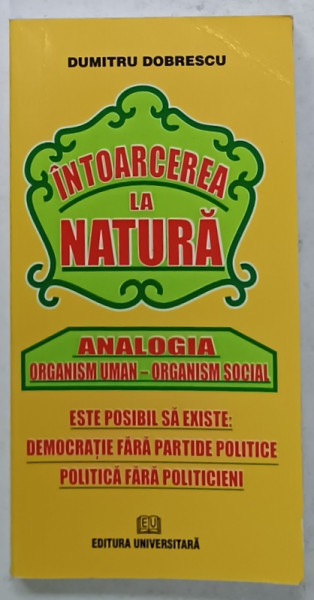 DUMITRU DOBRESCU
ÎNTOARCEREA
LA
NATURĂ
ANALOGIA
ORGANISM UMAN – ORGANISM SOCIAL
ESTE POSIBIL SĂ EXISTE:
DEMOCRAȚIE FĂRĂ PARTIDE POLITICE
POLITICĂ FĂRĂ POLITICIENI
EU
EDITURA UNIVERSITARĂ